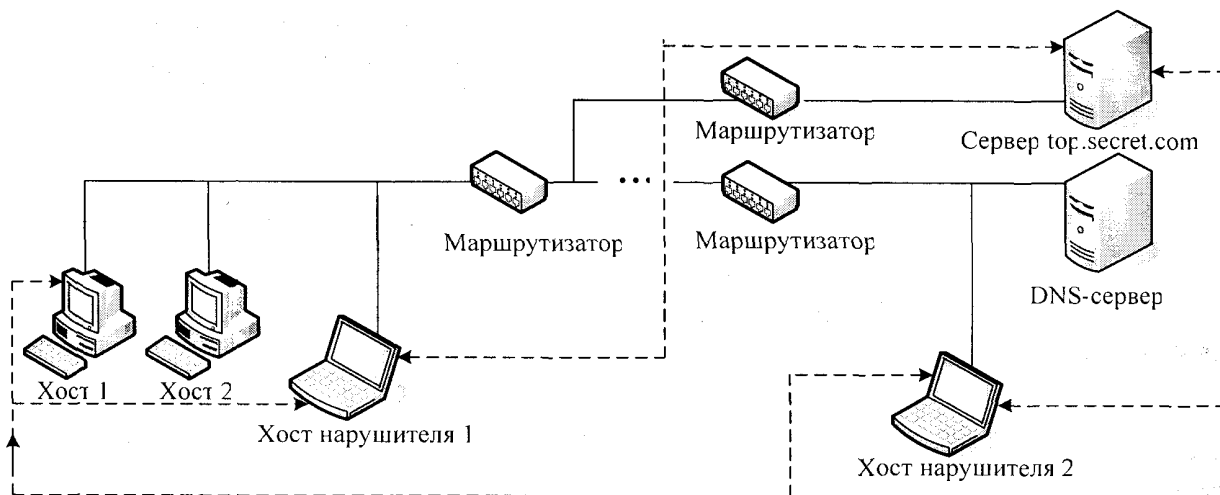 Маршрутизатор
Сервер top.secret.com
Маршрутизатор
Маршрутизатор
DNS-сервер
Хост 1
Хост 2
Хост нарушителя 1
Хост нарушителя 2